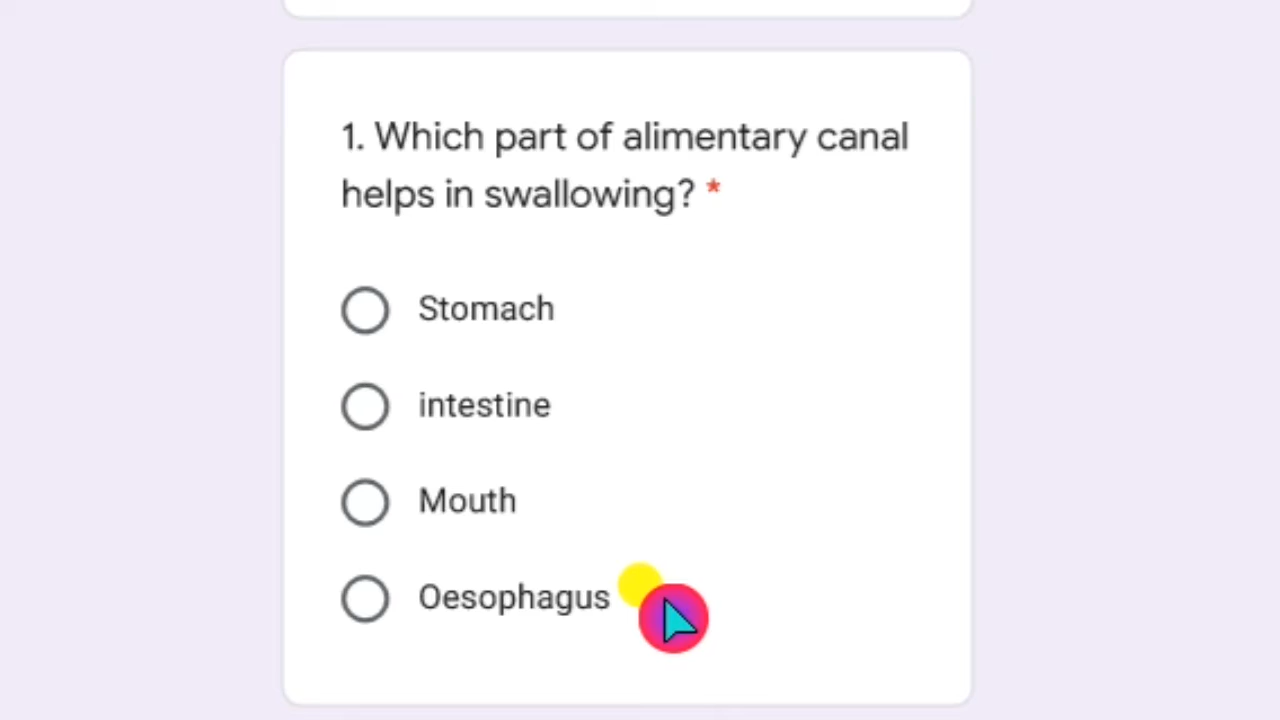 1. Which part of alimentary canal
helps in swallowing? *
Stomach
intestine
Mouth
Oesophagus